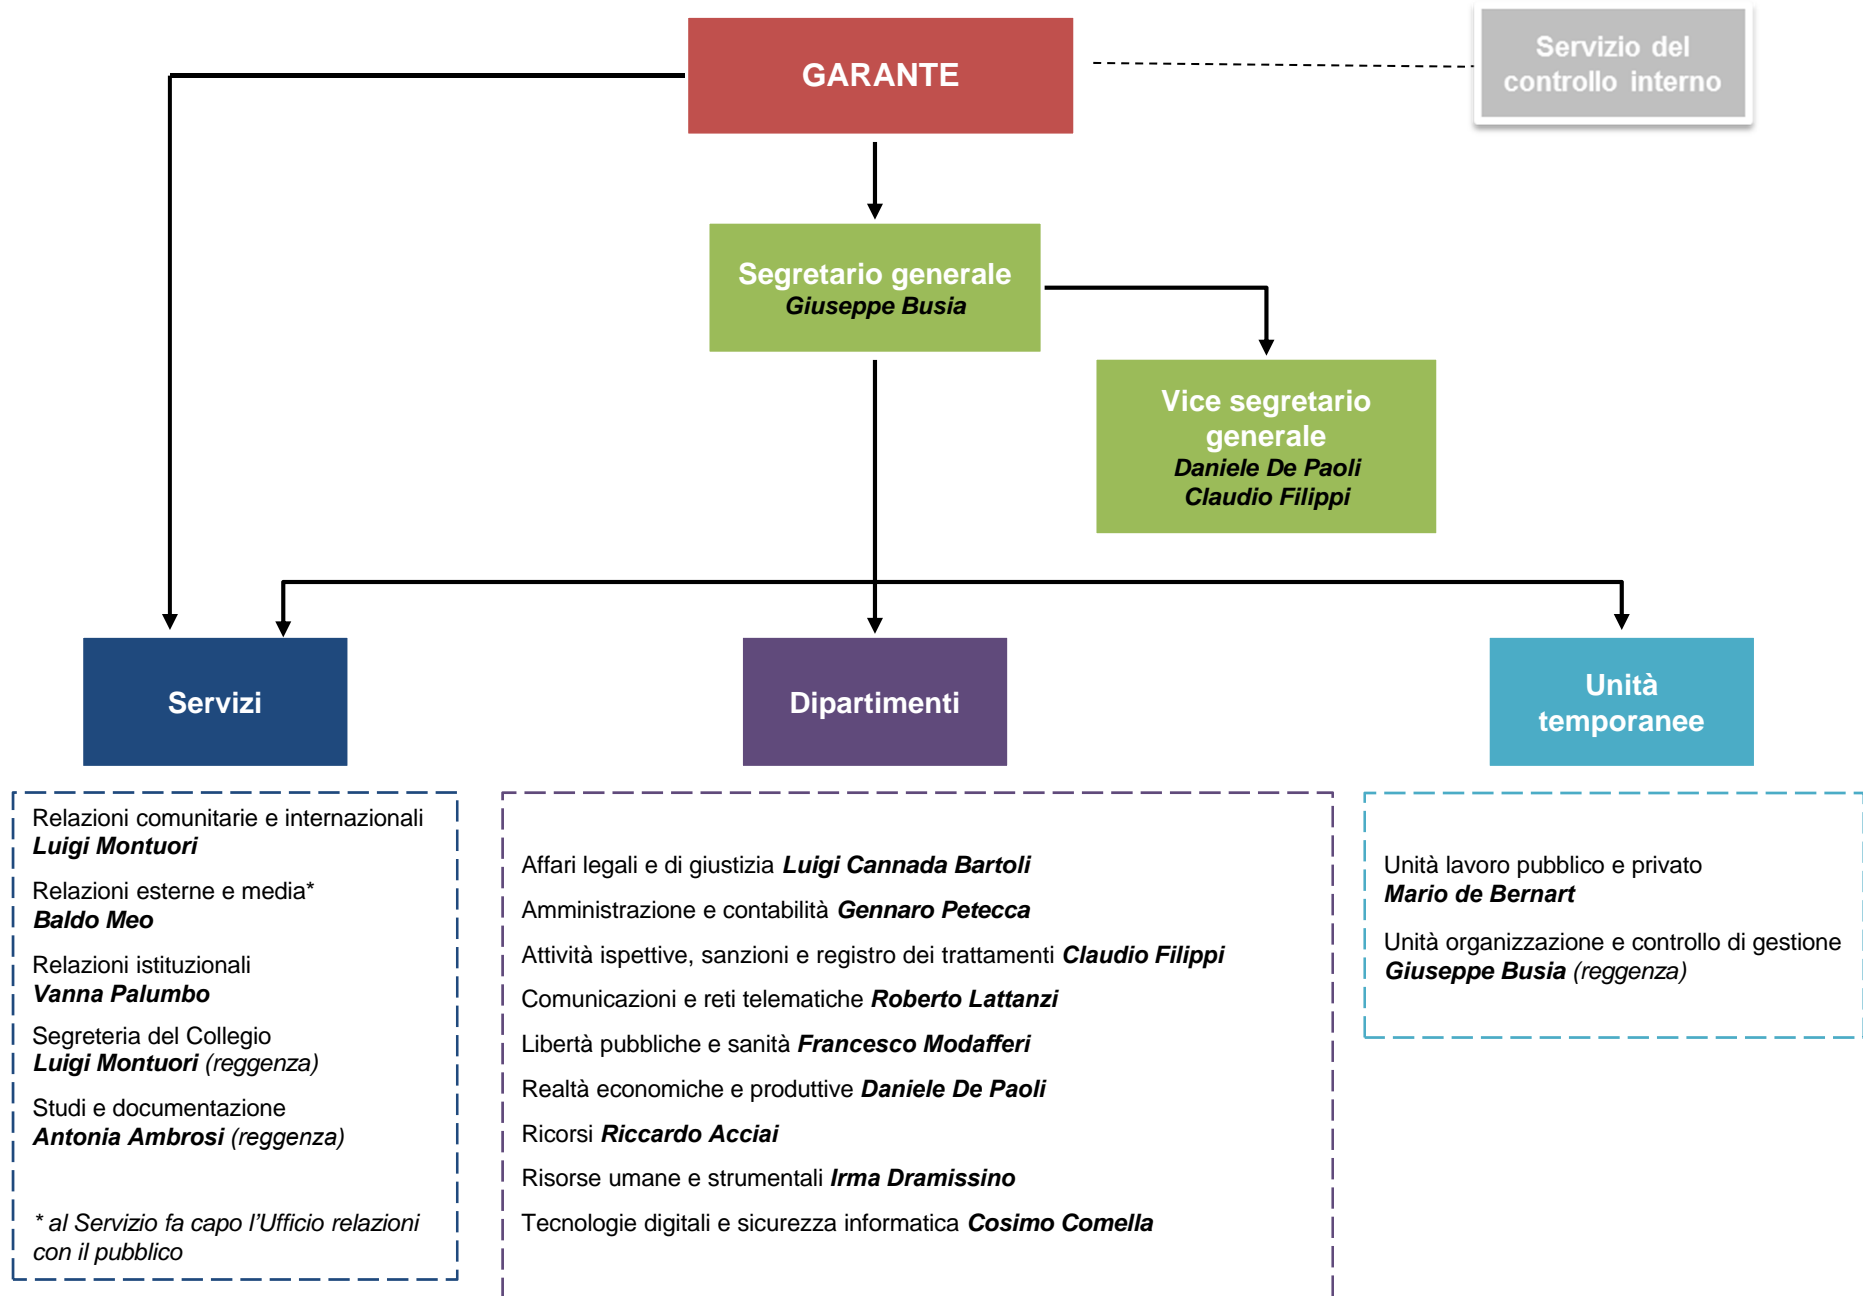 GARANTE
Servizio del
controllo interno
Segretario generale
Giuseppe Busia
Vice segretario
generale
Daniele De Paoli
Claudio Filippi
Servizi
Dipartimenti
Unità
temporanee
Relazioni comunitarie e internazionali
Luigi Montuori
Relazioni esterne e media*
Baldo Meo
Relazioni istituzionali
Vanna Palumbo
Segreteria del Collegio
Luigi Montuori (reggenza)
Studi e documentazione
Antonia Ambrosi (reggenza)
* al Servizio fa capo l’Ufficio relazioni
con il pubblico
Affari legali e di giustizia Luigi Cannada Bartoli
Amministrazione e contabilità Gennaro Petecca
Attività ispettive, sanzioni e registro dei trattamenti Claudio Filippi
Comunicazioni e reti telematiche Roberto Lattanzi
Libertà pubbliche e sanità Francesco Modafferi
Realtà economiche e produttive Daniele De Paoli
Ricorsi Riccardo Acciai
Risorse umane e strumentali Irma Dramissino
Tecnologie digitali e sicurezza informatica Cosimo Comella
Unità lavoro pubblico e privato
Mario de Bernart
Unità organizzazione e controllo di gestione
Giuseppe Busia (reggenza)